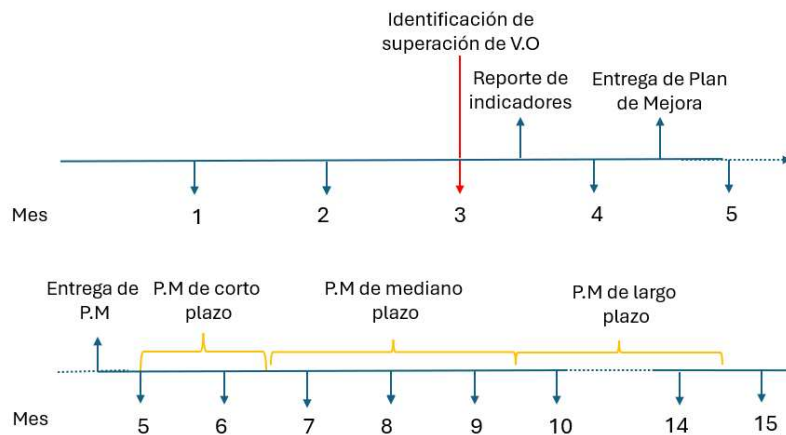 Identificación de
superación de V.O
Reporte de
indicadores
Entrega de Plan
de Mejora
Mes
1
2
3
4
5
Entrega de
P.M
P.M de corto
plazo
P.M de mediano
plazo
P.M de largo
plazo
Mes
5
6
7
8
9
10
14
15